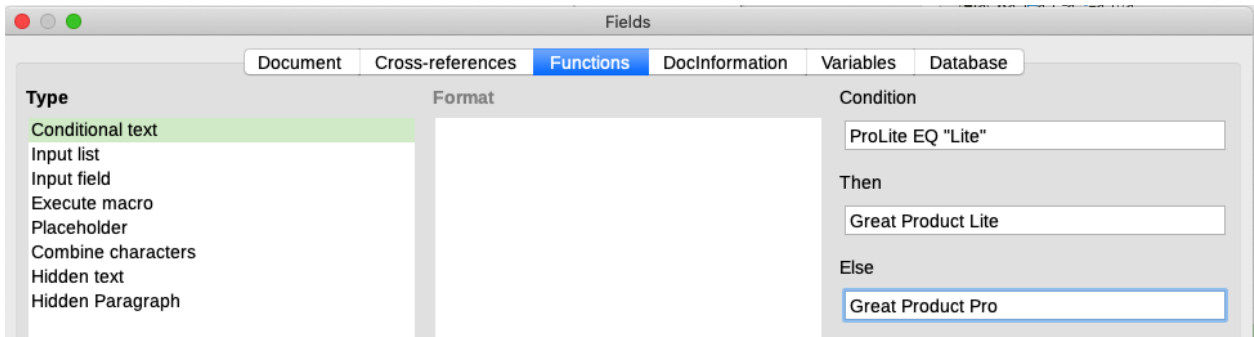 Fields
Document Cross-references Functions DocInformation Variables Database
Type
Conditional text
Input list
Input field
Execute macro
Placeholder
Combine characters
Hidden text
Hidden Paragraph
Format
Condition
ProLite EQ "Lite"
Then
Great Product Lite
Else
Great Product Pro